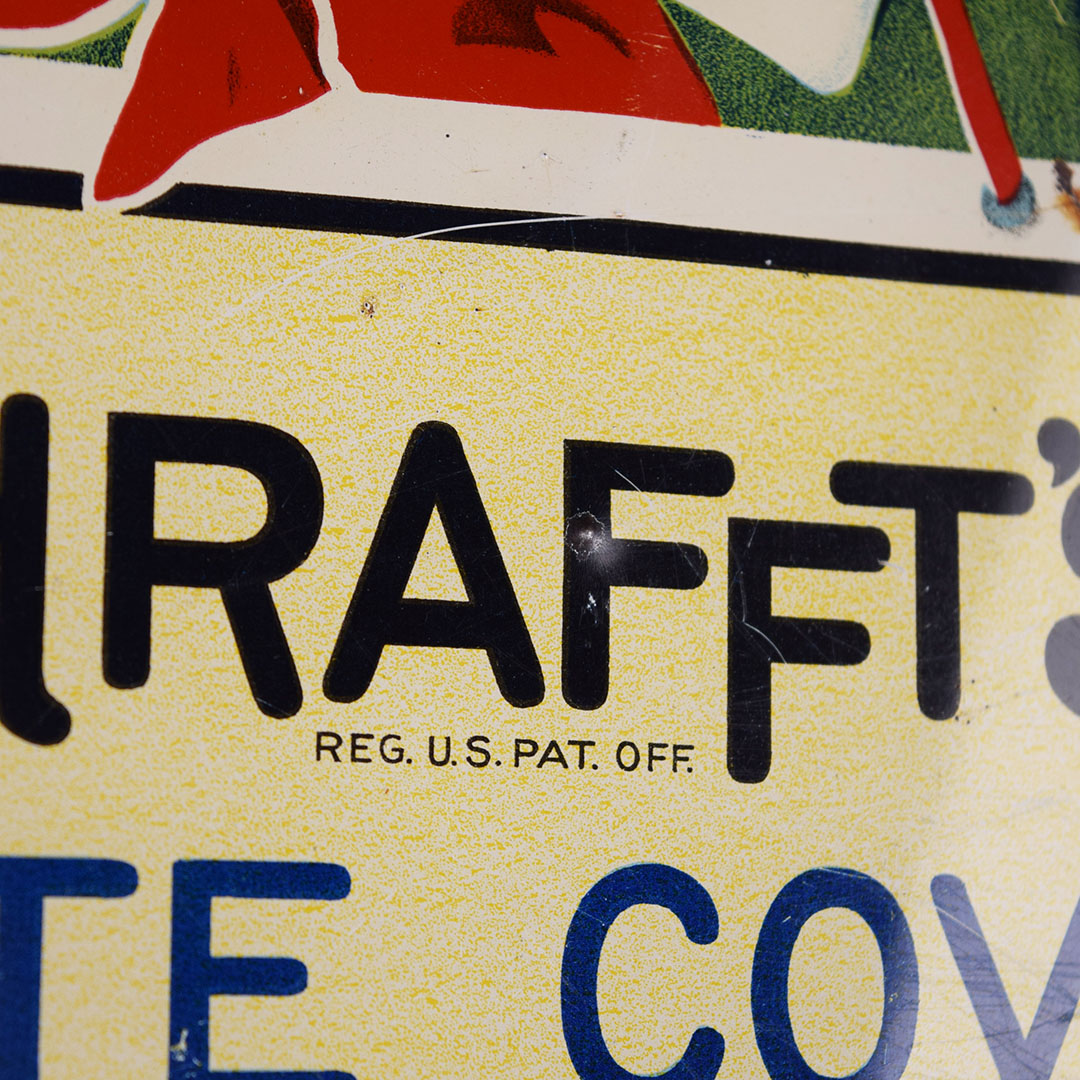 RAFFT'S
REG. U.S. PAT. OFF.
TE COV